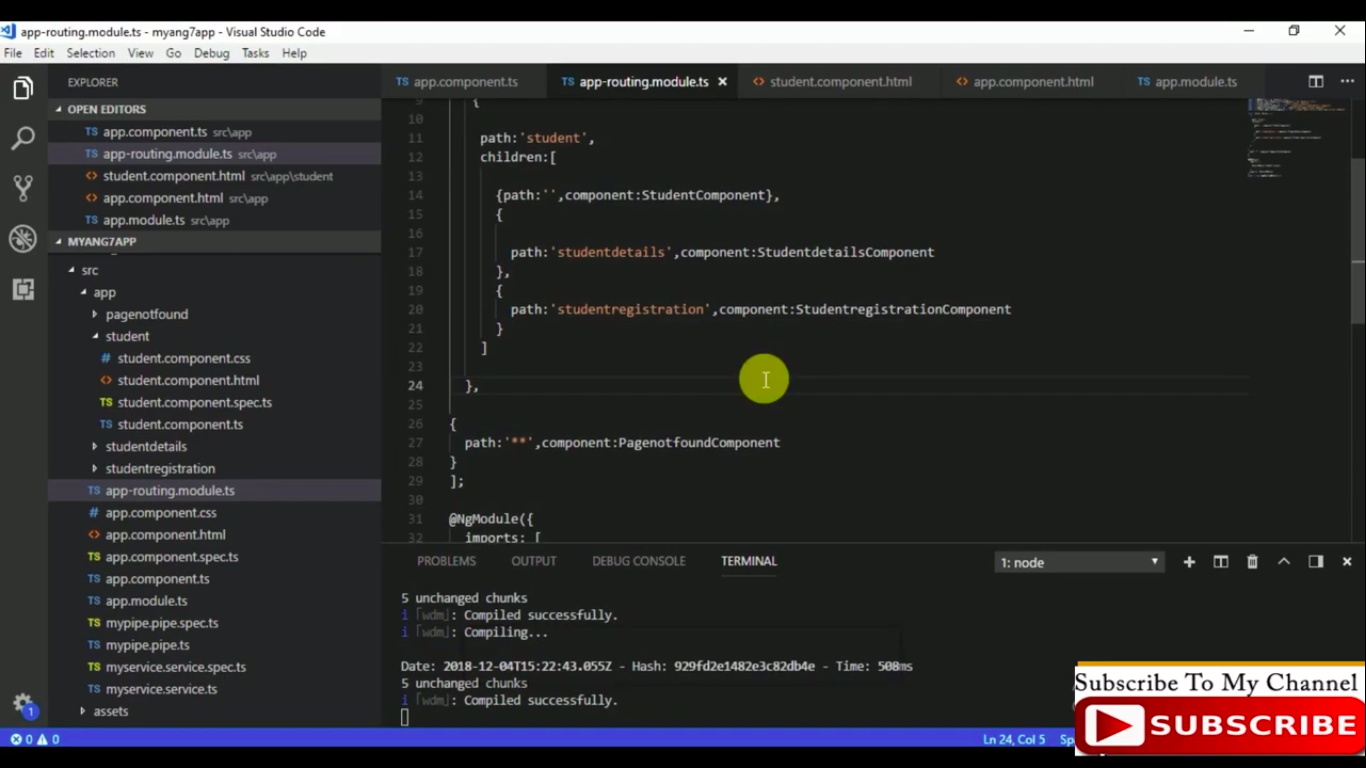 app-routing.module.ts - myang7app - Visual Studio Code
File Edit Selection View Go Debug Tasks Help
EXPLORER
OPEN EDITORS
TS app.component.ts src\app
TS app-routing.module.ts src\app
<> student.component.html src\app\student
<> app.component.html src\app
TS app.module.ts src\app
MYANG7APP
src
app
pagenotfound
student
# student.component.css
<> student.component.html
TS student.component.spec.ts
TS student.component.ts
studentdetails
studentregistration
TS app-routing.module.ts
# app.component.css
<> app.component.html
TS app.component.spec.ts
TS app.component.ts
TS app.module.ts
TS mypipe.pipe.spec.ts
TS mypipe.pipe.ts
TS myservice.service.spec.ts
TS myservice.service.ts
assets
1
TS app.component.ts TS app-routing.module.ts × <> student.component.html <> app.component.html TS app.module.ts ···
9 {
10
11 path:'student',
12 children:[
13
14 {path:'',component:StudentComponent},
15 {
16
17 path:'studentdetails',component:StudentdetailsComponent
18 },
19 {
20 path:'studentregistration',component:StudentregistrationComponent
21 }
22 ]
23
24 },
25
26 {
27 path:'**',component:PagenotfoundComponent
28 }
29 ];
30
31 @NgModule({
32 imports: [
PROBLEMS OUTPUT DEBUG CONSOLE TERMINAL 1: node
5 unchanged chunks
i ｢wdm｣: Compiled successfully.
i ｢wdm｣: Compiling...
Date: 2018-12-04T15:22:43.055Z - Hash: 929fd2e1482e3c82db4e - Time: 508ms
5 unchanged chunks
i ｢wdm｣: Compiled successfully.
0 0 Ln 24, Col 5
Subscribe To My Channel
SUBSCRIBE